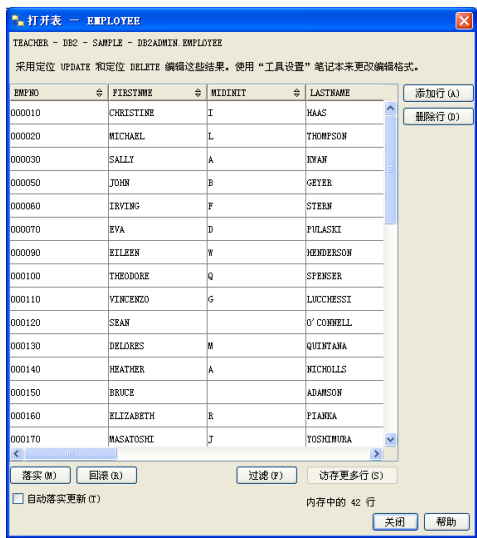 打开表 － EMPLOYEE
TEACHER - DB2 - SAMPLE - DB2ADMIN.EMPLOYEE
采用定位 UPDATE 和定位 DELETE 编辑这些结果。使用“工具设置”笔记本来更改编辑格式。
EMPNO FIRSTNME MIDINIT LASTNAME
添加行(A)
000010 CHRISTINE I HAAS
删除行(D)
000020 MICHAEL L THOMPSON
000030 SALLY A KWAN
000050 JOHN B GEYER
000060 IRVING F STERN
000070 EVA D PULASKI
000090 EILEEN W HENDERSON
000100 THEODORE Q SPENSER
000110 VINCENZO G LUCCHESSI
000120 SEAN O'CONNELL
000130 DELORES M QUINTANA
000140 HEATHER A NICHOLLS
000150 BRUCE ADAMSON
000160 ELIZABETH R PIANKA
000170 MASATOSHI J YOSHIMURA
落实(M) 回滚(R) 过滤(F) 访存更多行(S)
自动落实更新(T) 内存中的 42 行
关闭 帮助